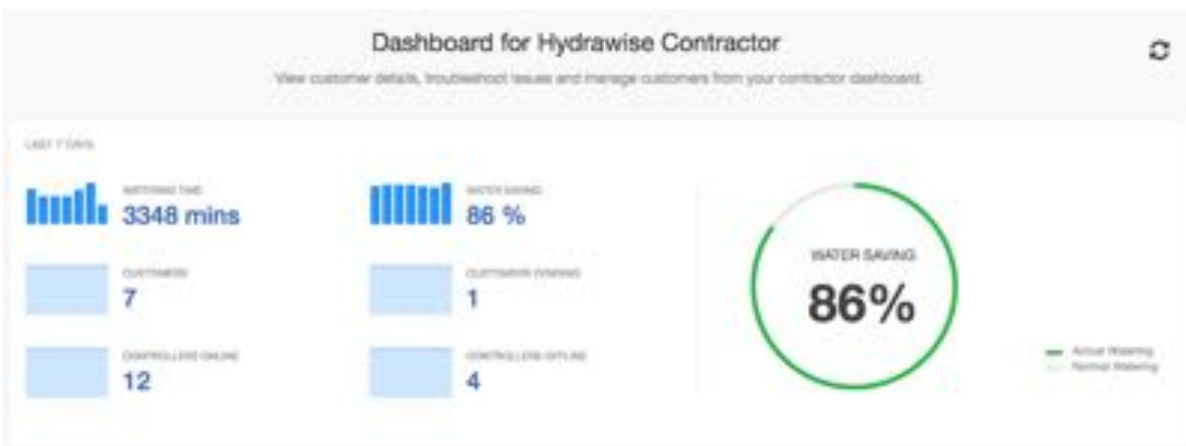 Dashboard for Hydrawise Contractor
View customer details, troubleshoot issues and manage customers from your contractor dashboard.
LAST 7 DAYS
WATERING TIME
3348 mins
WATER SAVING
86 %
CUSTOMERS
7
CUSTOMERS PENDING
1
CONTROLLERS ONLINE
12
CONTROLLERS OFFLINE
4
WATER SAVING
86%
Actual Watering
Normal Watering